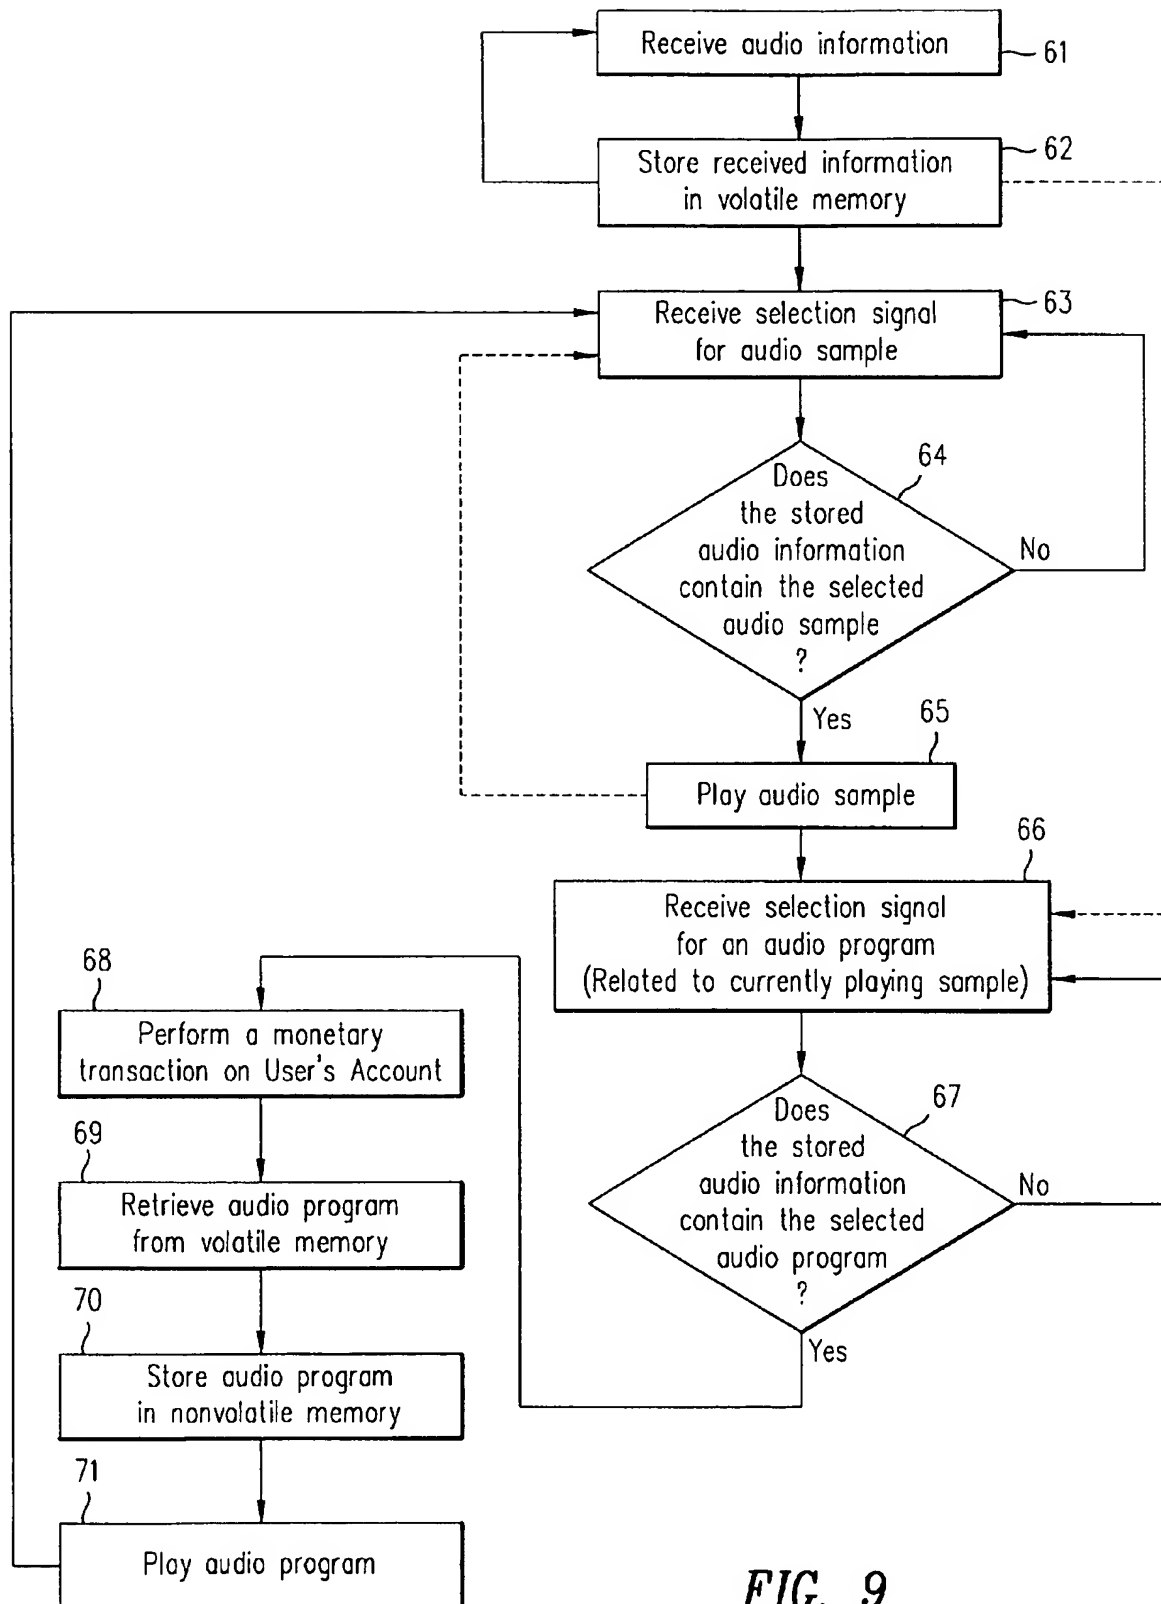 Receive audio information
61
Store received information
in volatile memory
62
Receive selection signal
for audio sample
63
Does
the stored
audio information
contain the selected
audio sample
?
64
No
Yes
65
Play audio sample
66
Receive selection signal
for an audio program
(Related to currently playing sample)
Does
the stored
audio information
contain the selected
audio program
?
67
No
Yes
68
Perform a monetary
transaction on User's Account
69
Retrieve audio program
from volatile memory
70
Store audio program
in nonvolatile memory
71
Play audio program
FIG. 9